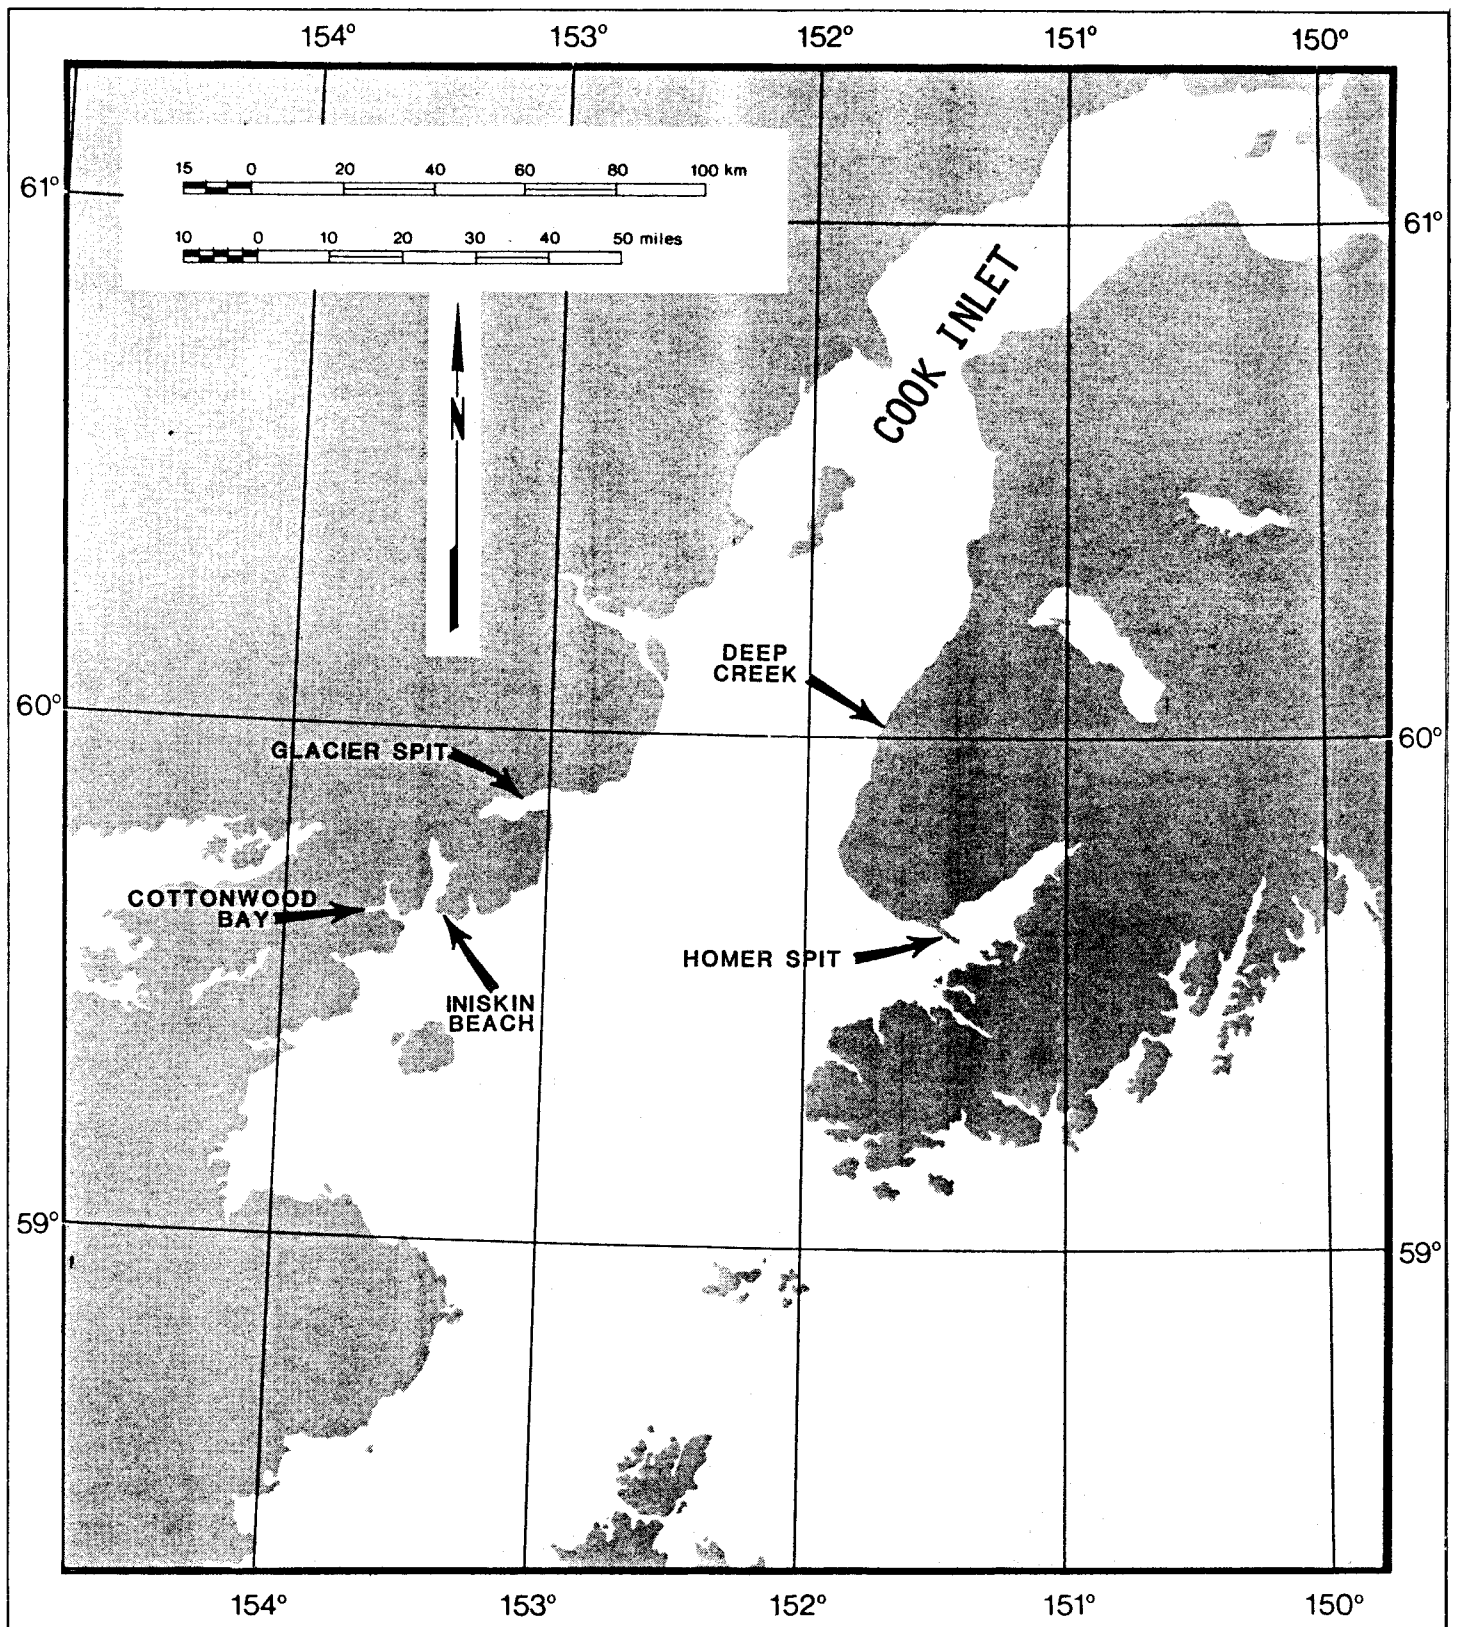 154° 153° 152° 151° 150°
15 0 20 40 60 80 100 km
61°
10 0 10 20 30 40 50 miles
61°
COOK INLET
N
DEEP
CREEK
60°
60°
GLACIER SPIT
COTTONWOOD
BAY
HOMER SPIT
INISKIN
BEACH
59°
59°
154° 153° 152° 151° 150°